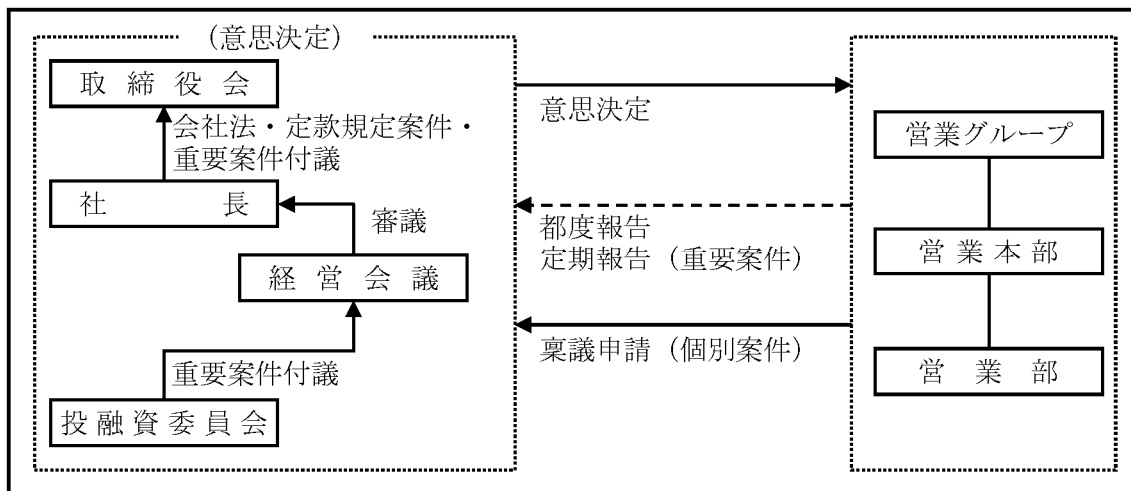 (意思決定)
取締役会
会社法・定款規定案件・
重要案件付議
社長
審議
経営会議
重要案件付議
投融資委員会
意思決定
都度報告
定期報告(重要案件)
稟議申請(個別案件)
営業グループ
営業本部
営業部